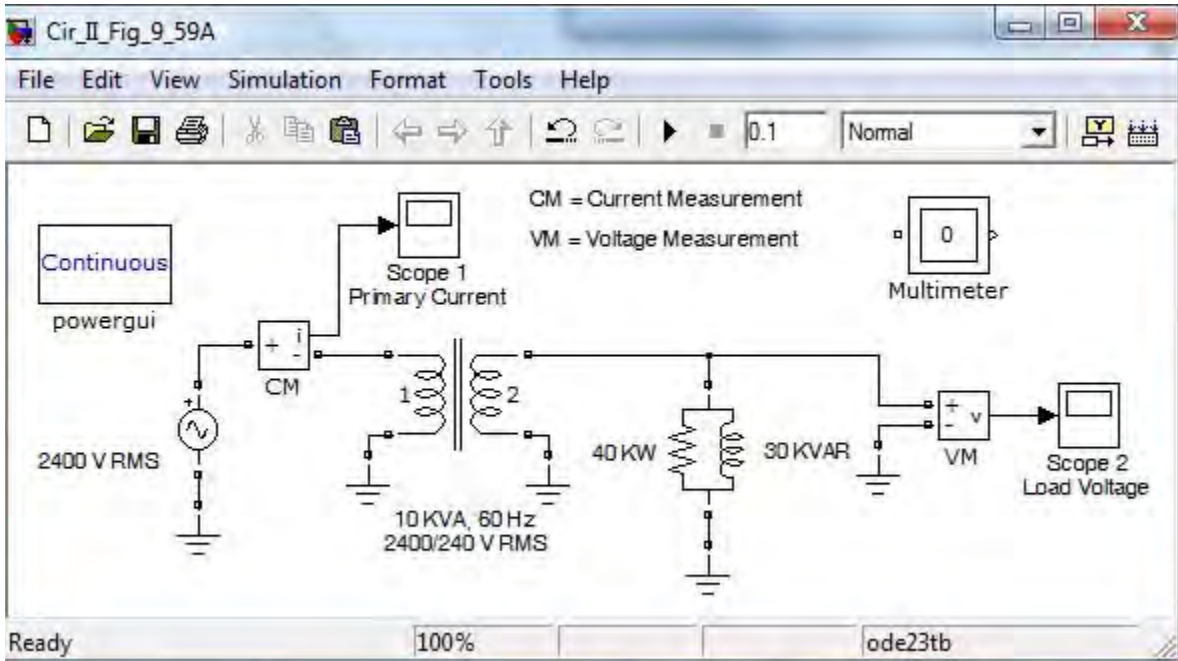 Cir_II_Fig_9_59A
File Edit View Simulation Format Tools Help
0.1 Normal
CM = Current Measurement
VM = Voltage Measurement
Continuous
powergui
Scope 1
Primary Current
0
Multimeter
+ i -
CM
+
2400 V RMS
1 2
10 KVA, 60 Hz
2400/240 V RMS
40 KW
30 KVAR
+ - v
VM
Scope 2
Load Voltage
Ready 100% ode23tb